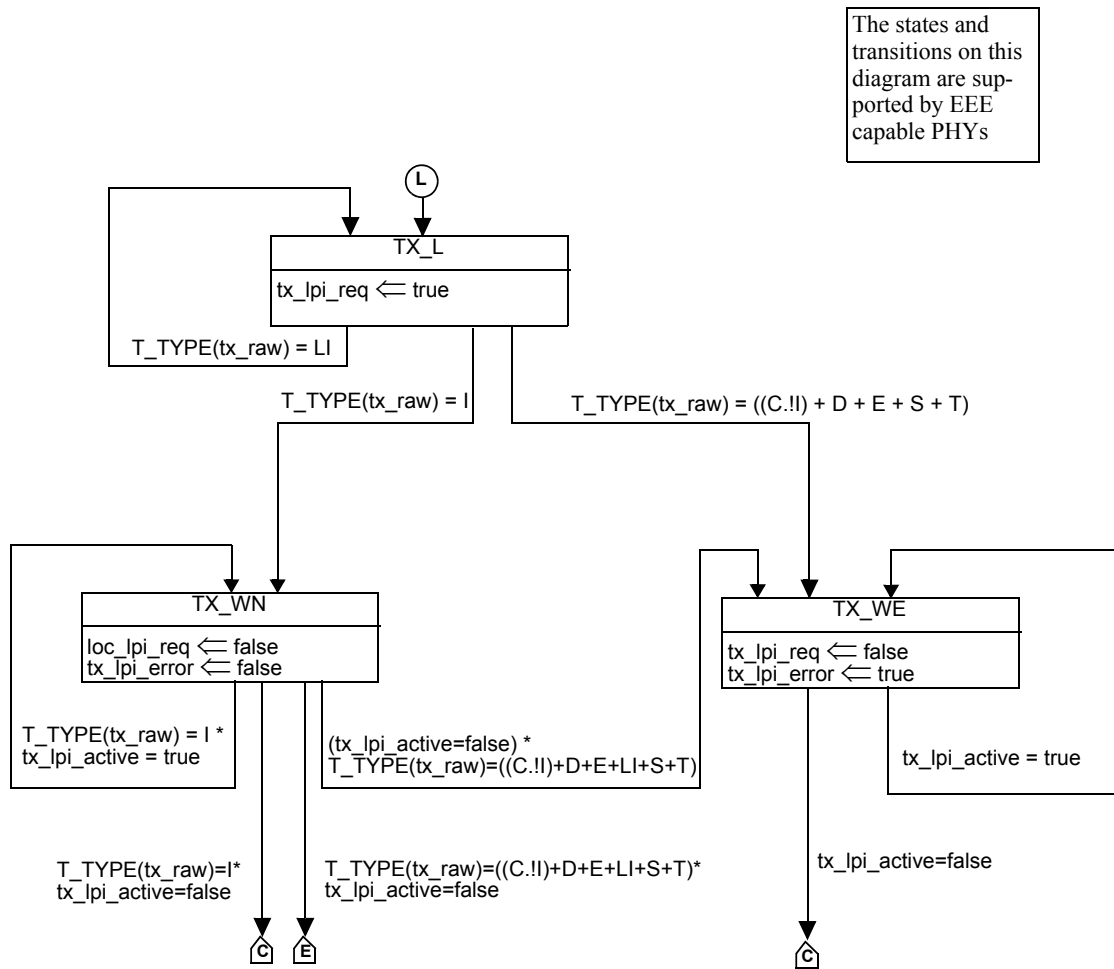 The states and
transitions on this
diagram are sup-
ported by EEE
capable PHYs
L
TX_L
tx_lpi_req ⇐ true
T_TYPE(tx_raw) = LI
T_TYPE(tx_raw) = I
T_TYPE(tx_raw) = ((C.!I) + D + E + S + T)
TX_WN
loc_lpi_req ⇐ false
tx_lpi_error ⇐ false
TX_WE
tx_lpi_req ⇐ false
tx_lpi_error ⇐ true
T_TYPE(tx_raw) = I *
tx_lpi_active = true
(tx_lpi_active=false) *
T_TYPE(tx_raw)=((C.!I)+D+E+LI+S+T)
tx_lpi_active = true
T_TYPE(tx_raw)=I*
tx_lpi_active=false
T_TYPE(tx_raw)=((C.!I)+D+E+LI+S+T)*
tx_lpi_active=false
tx_lpi_active=false
C
E
C